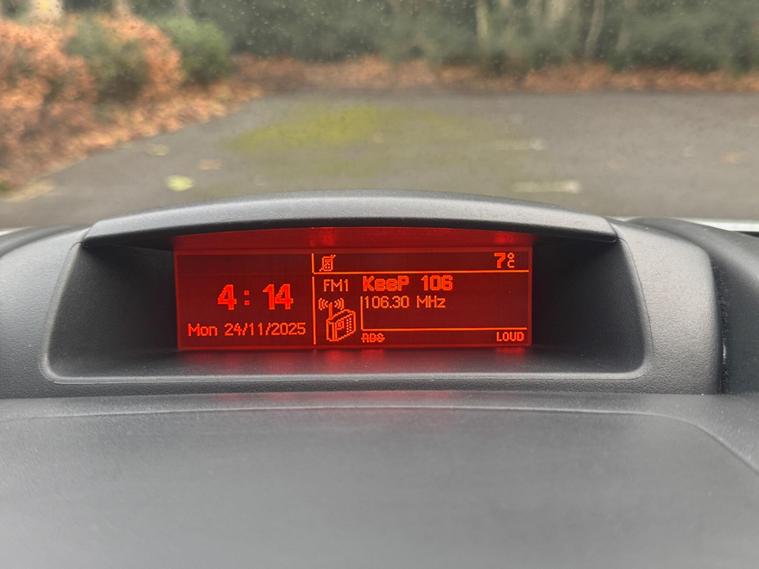 4:14
Mon 24/11/2025
7°C
FM1 KeeP 106
106.30 MHz
RDS LOUD